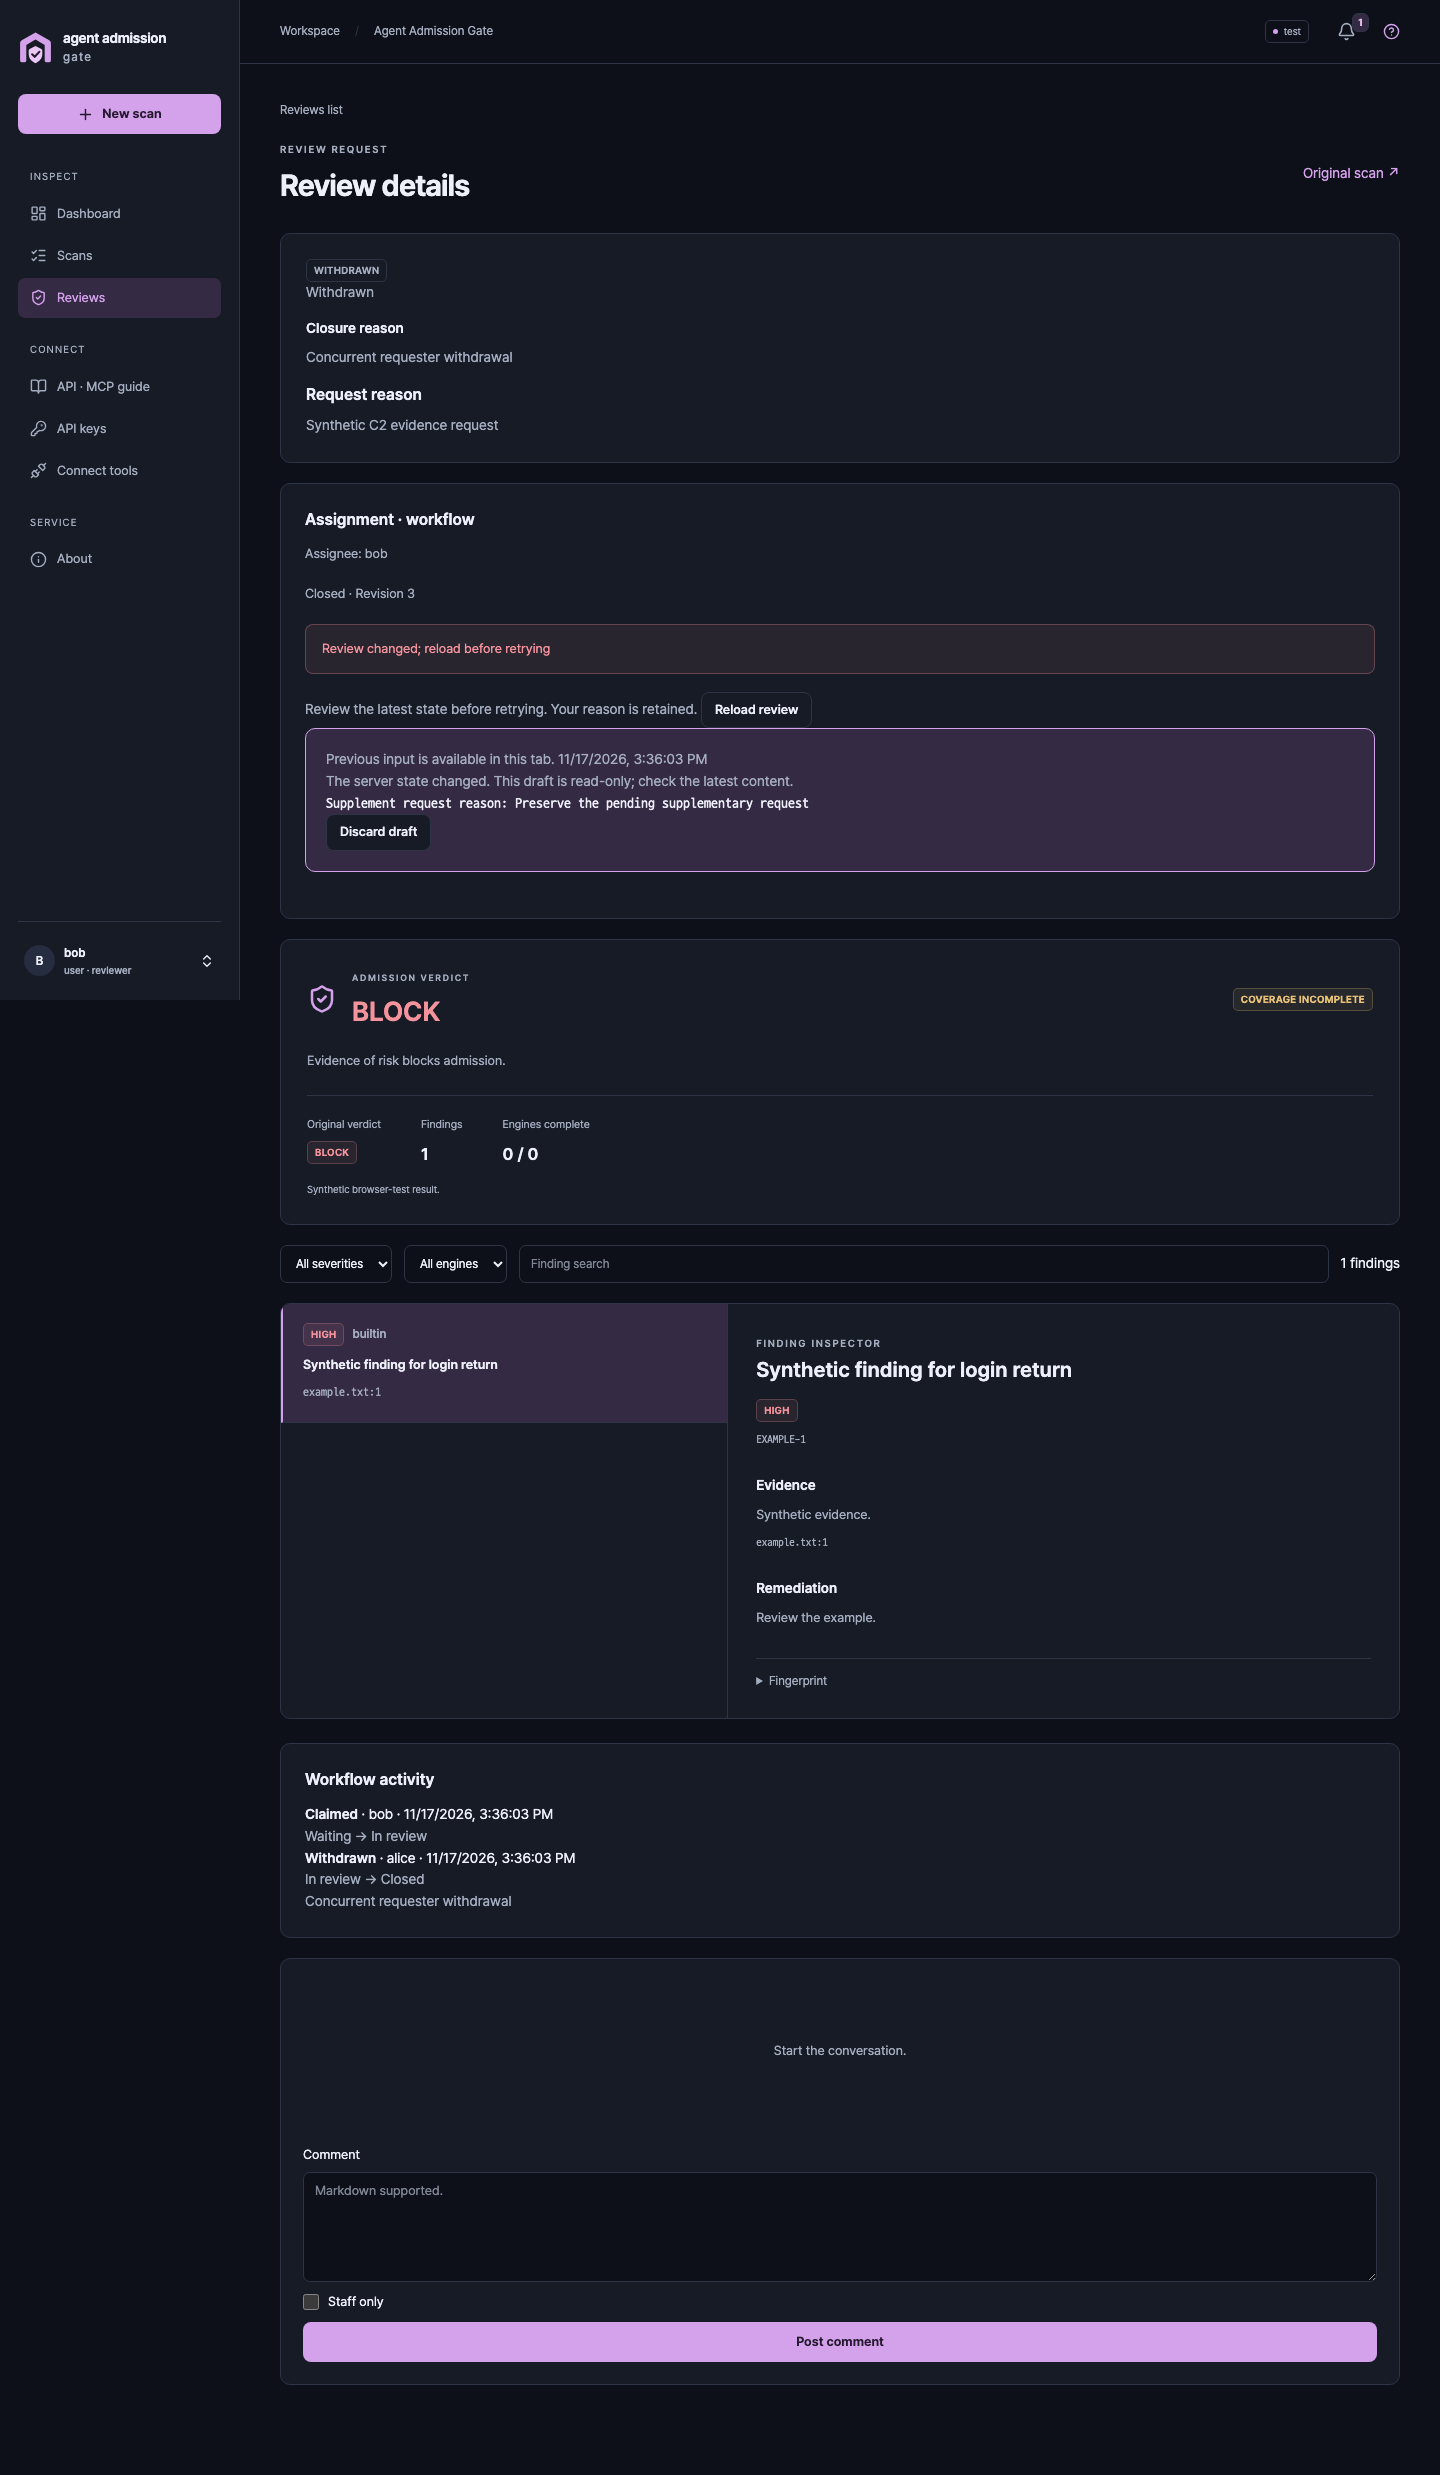 agent admission
gate
New scan
INSPECT
Dashboard
Scans
Reviews
CONNECT
API · MCP guide
API keys
Connect tools
SERVICE
About
B
bob
user · reviewer
Workspace / Agent Admission Gate
test
1
Reviews list
REVIEW REQUEST
Review details
Original scan ↗
WITHDRAWN
Withdrawn
Closure reason
Concurrent requester withdrawal
Request reason
Synthetic C2 evidence request
Assignment · workflow
Assignee: bob
Closed · Revision 3
Review changed; reload before retrying
Review the latest state before retrying. Your reason is retained. Reload review
Previous input is available in this tab. 11/17/2026, 3:36:03 PM
The server state changed. This draft is read-only; check the latest content.
Supplement request reason: Preserve the pending supplementary request
Discard draft
ADMISSION VERDICT
BLOCK
COVERAGE INCOMPLETE
Evidence of risk blocks admission.
Original verdict Findings Engines complete
BLOCK 1 0 / 0
Synthetic browser-test result.
All severities All engines Finding search 1 findings
HIGH builtin
Synthetic finding for login return
example.txt:1
FINDING INSPECTOR
Synthetic finding for login return
HIGH
EXAMPLE-1
Evidence
Synthetic evidence.
example.txt:1
Remediation
Review the example.
Fingerprint
Workflow activity
Claimed · bob · 11/17/2026, 3:36:03 PM
Waiting → In review
Withdrawn · alice · 11/17/2026, 3:36:03 PM
In review → Closed
Concurrent requester withdrawal
Start the conversation.
Comment
Markdown supported.
Staff only
Post comment